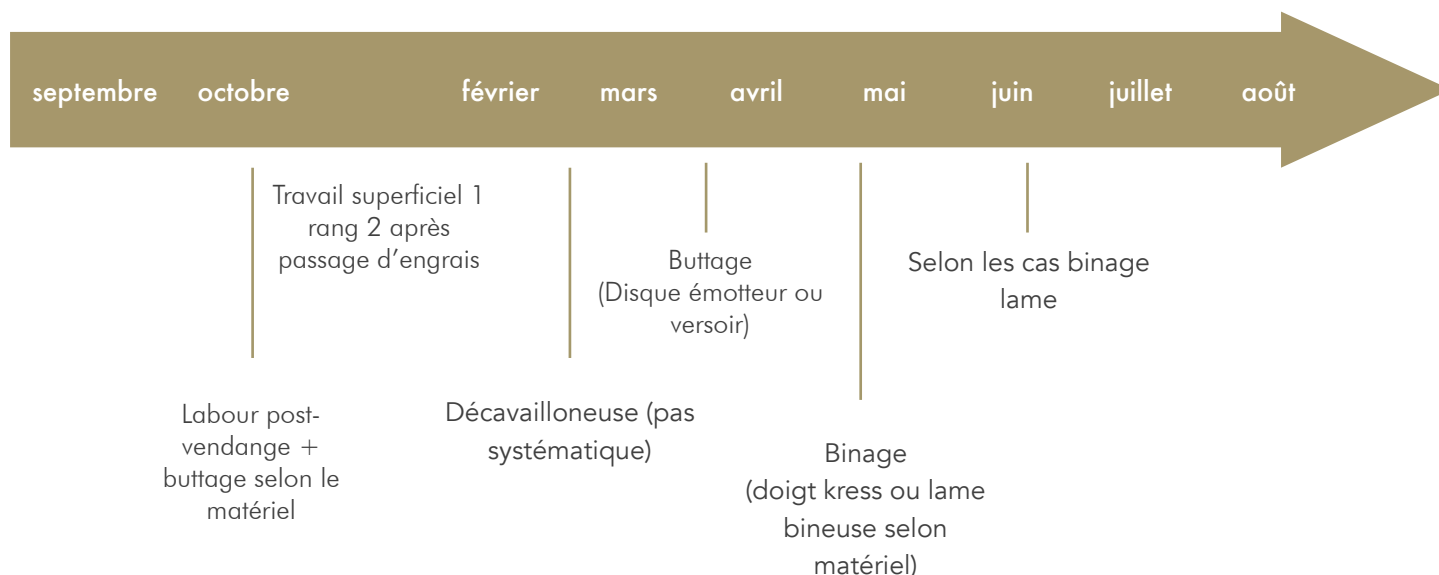 septembre octobre février mars avril mai juin juillet août
Travail superficiel 1
rang 2 après
passage d'engrais
Labour post-
vendange +
buttage selon le
matériel
Décavailloneuse (pas
systématique)
Buttage
(Disque émotteur ou
versoir)
Binage
(doigt kress ou lame
bineuse selon
matériel)
Selon les cas binage
lame